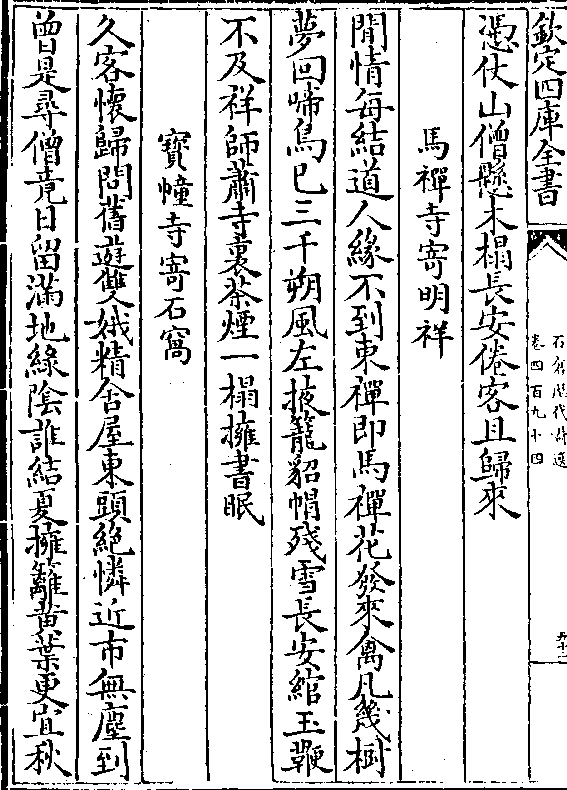 欽定四庫全書
石倉歷代詩選
卷四百九十四
憑仗山僧懸木榻長安倦客且歸來
馬禪寺寄明祥
閒情每結道人緣不到東禪即馬禪花發來禽凡幾樹
夢回啼鳥已三千朔風左掖籠貂帽殘雪長安綰玉鞭
不及祥師蕭寺裏茶煙一榻擁書眠
寳幢寺寄石窩
久客懷歸問舊遊雙娥精舍屋東頭絶憐近市無塵到
曾是尋僧竟日留滿地緑陰誰結夏擁籬黄葉更宜秋